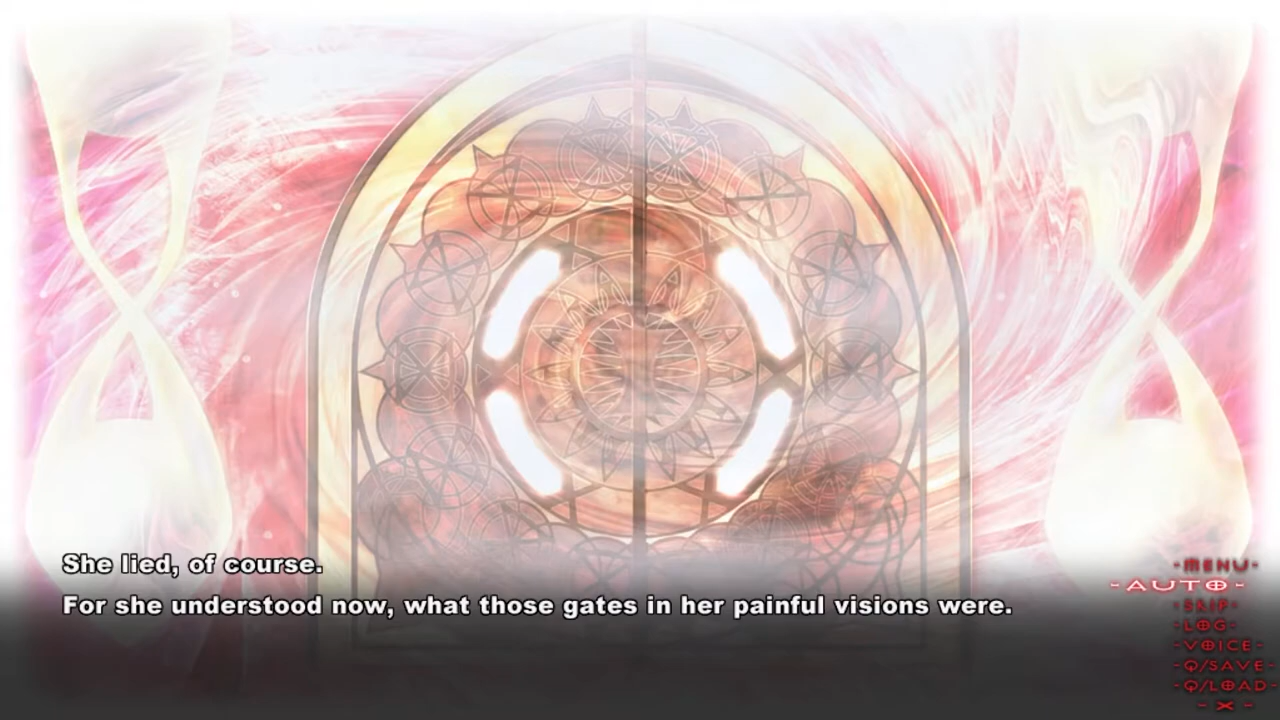 She lied, of course.
For she understood now, what those gates in her painful visions were.
-MENU-
-AUTO-
-SKIP-
-LOG-
-VOICE-
-Q/SAVE-
-Q/LOAD-
-X-